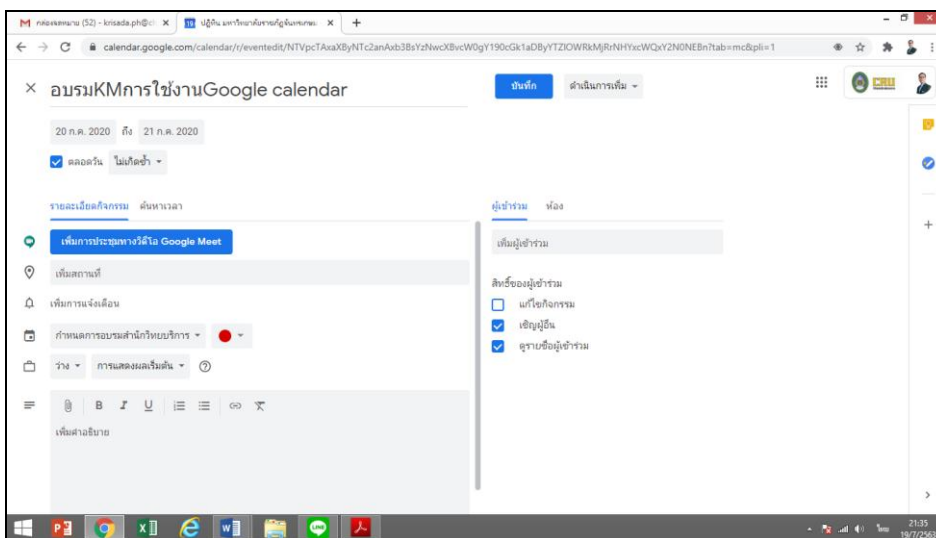 กล่องจดหมาย (52) - krisada.ph@c
ปฏิทิน มหาวิทยาลัยราชภัฏจันทรเกษม
calendar.google.com/calendar/r/eventedit/
อบรมKMการใช้งานGoogle calendar
บันทึก
ดำเนินการเพิ่ม
CRU
20 ก.ค. 2020 ถึง 21 ก.ค. 2020
ตลอดวัน ไม่เกิดซ้ำ
รายละเอียดกิจกรรม ค้นหาเวลา
ผู้เข้าร่วม ห้อง
เพิ่มการประชุมทางวิดีโอ Google Meet
เพิ่มผู้เข้าร่วม
เพิ่มสถานที่
สิทธิ์ของผู้เข้าร่วม
เพิ่มการแจ้งเตือน
แก้ไขกิจกรรม
กำหนดการอบรมสำนักวิทยบริการ
เชิญผู้อื่น
ดูรายชื่อผู้เข้าร่วม
ว่าง การแสดงผลเริ่มต้น
B I U
เพิ่มคำอธิบาย
ไทย
21:35
19/7/2563